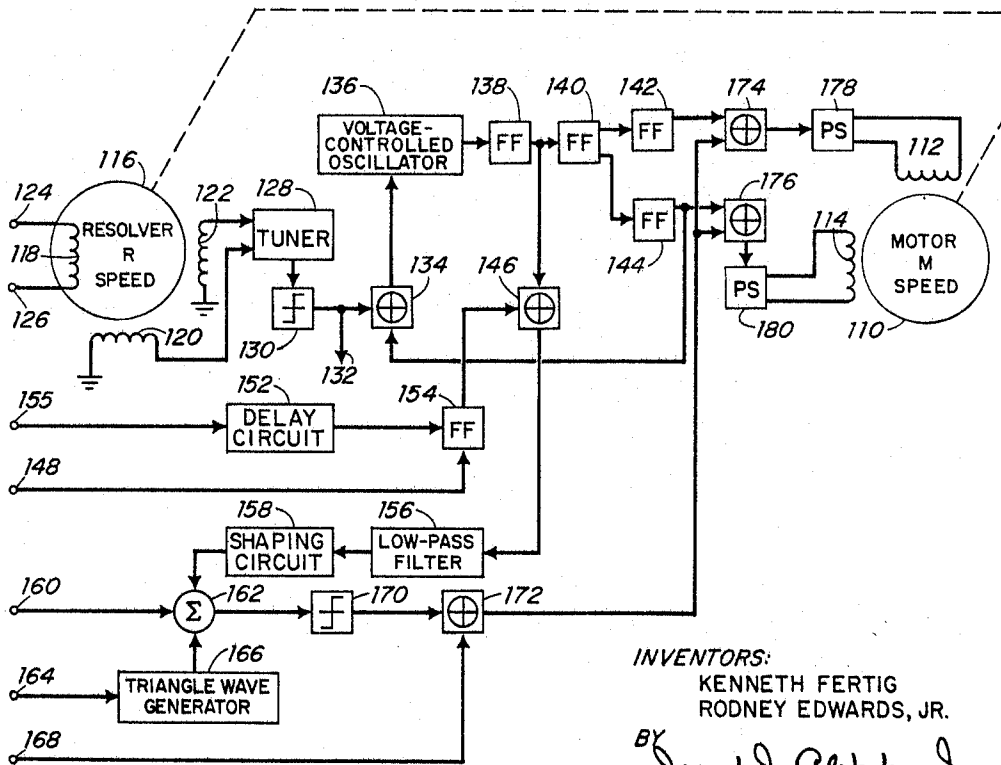 136
VOLTAGE-
CONTROLLED
OSCILLATOR
138
FF
140
FF
142
FF
174
178
PS
112
116
124
118
126
RESOLVER
R
SPEED
122
128
TUNER
120
130
132
134
144
FF
146
176
114
PS
180
MOTOR
M
SPEED
110
155
152
DELAY
CIRCUIT
154
FF
148
158
SHAPING
CIRCUIT
156
LOW-PASS
FILTER
160
Σ
162
170
172
164
166
TRIANGLE WAVE
GENERATOR
168
INVENTORS:
KENNETH FERTIG
RODNEY EDWARDS, JR.
BY